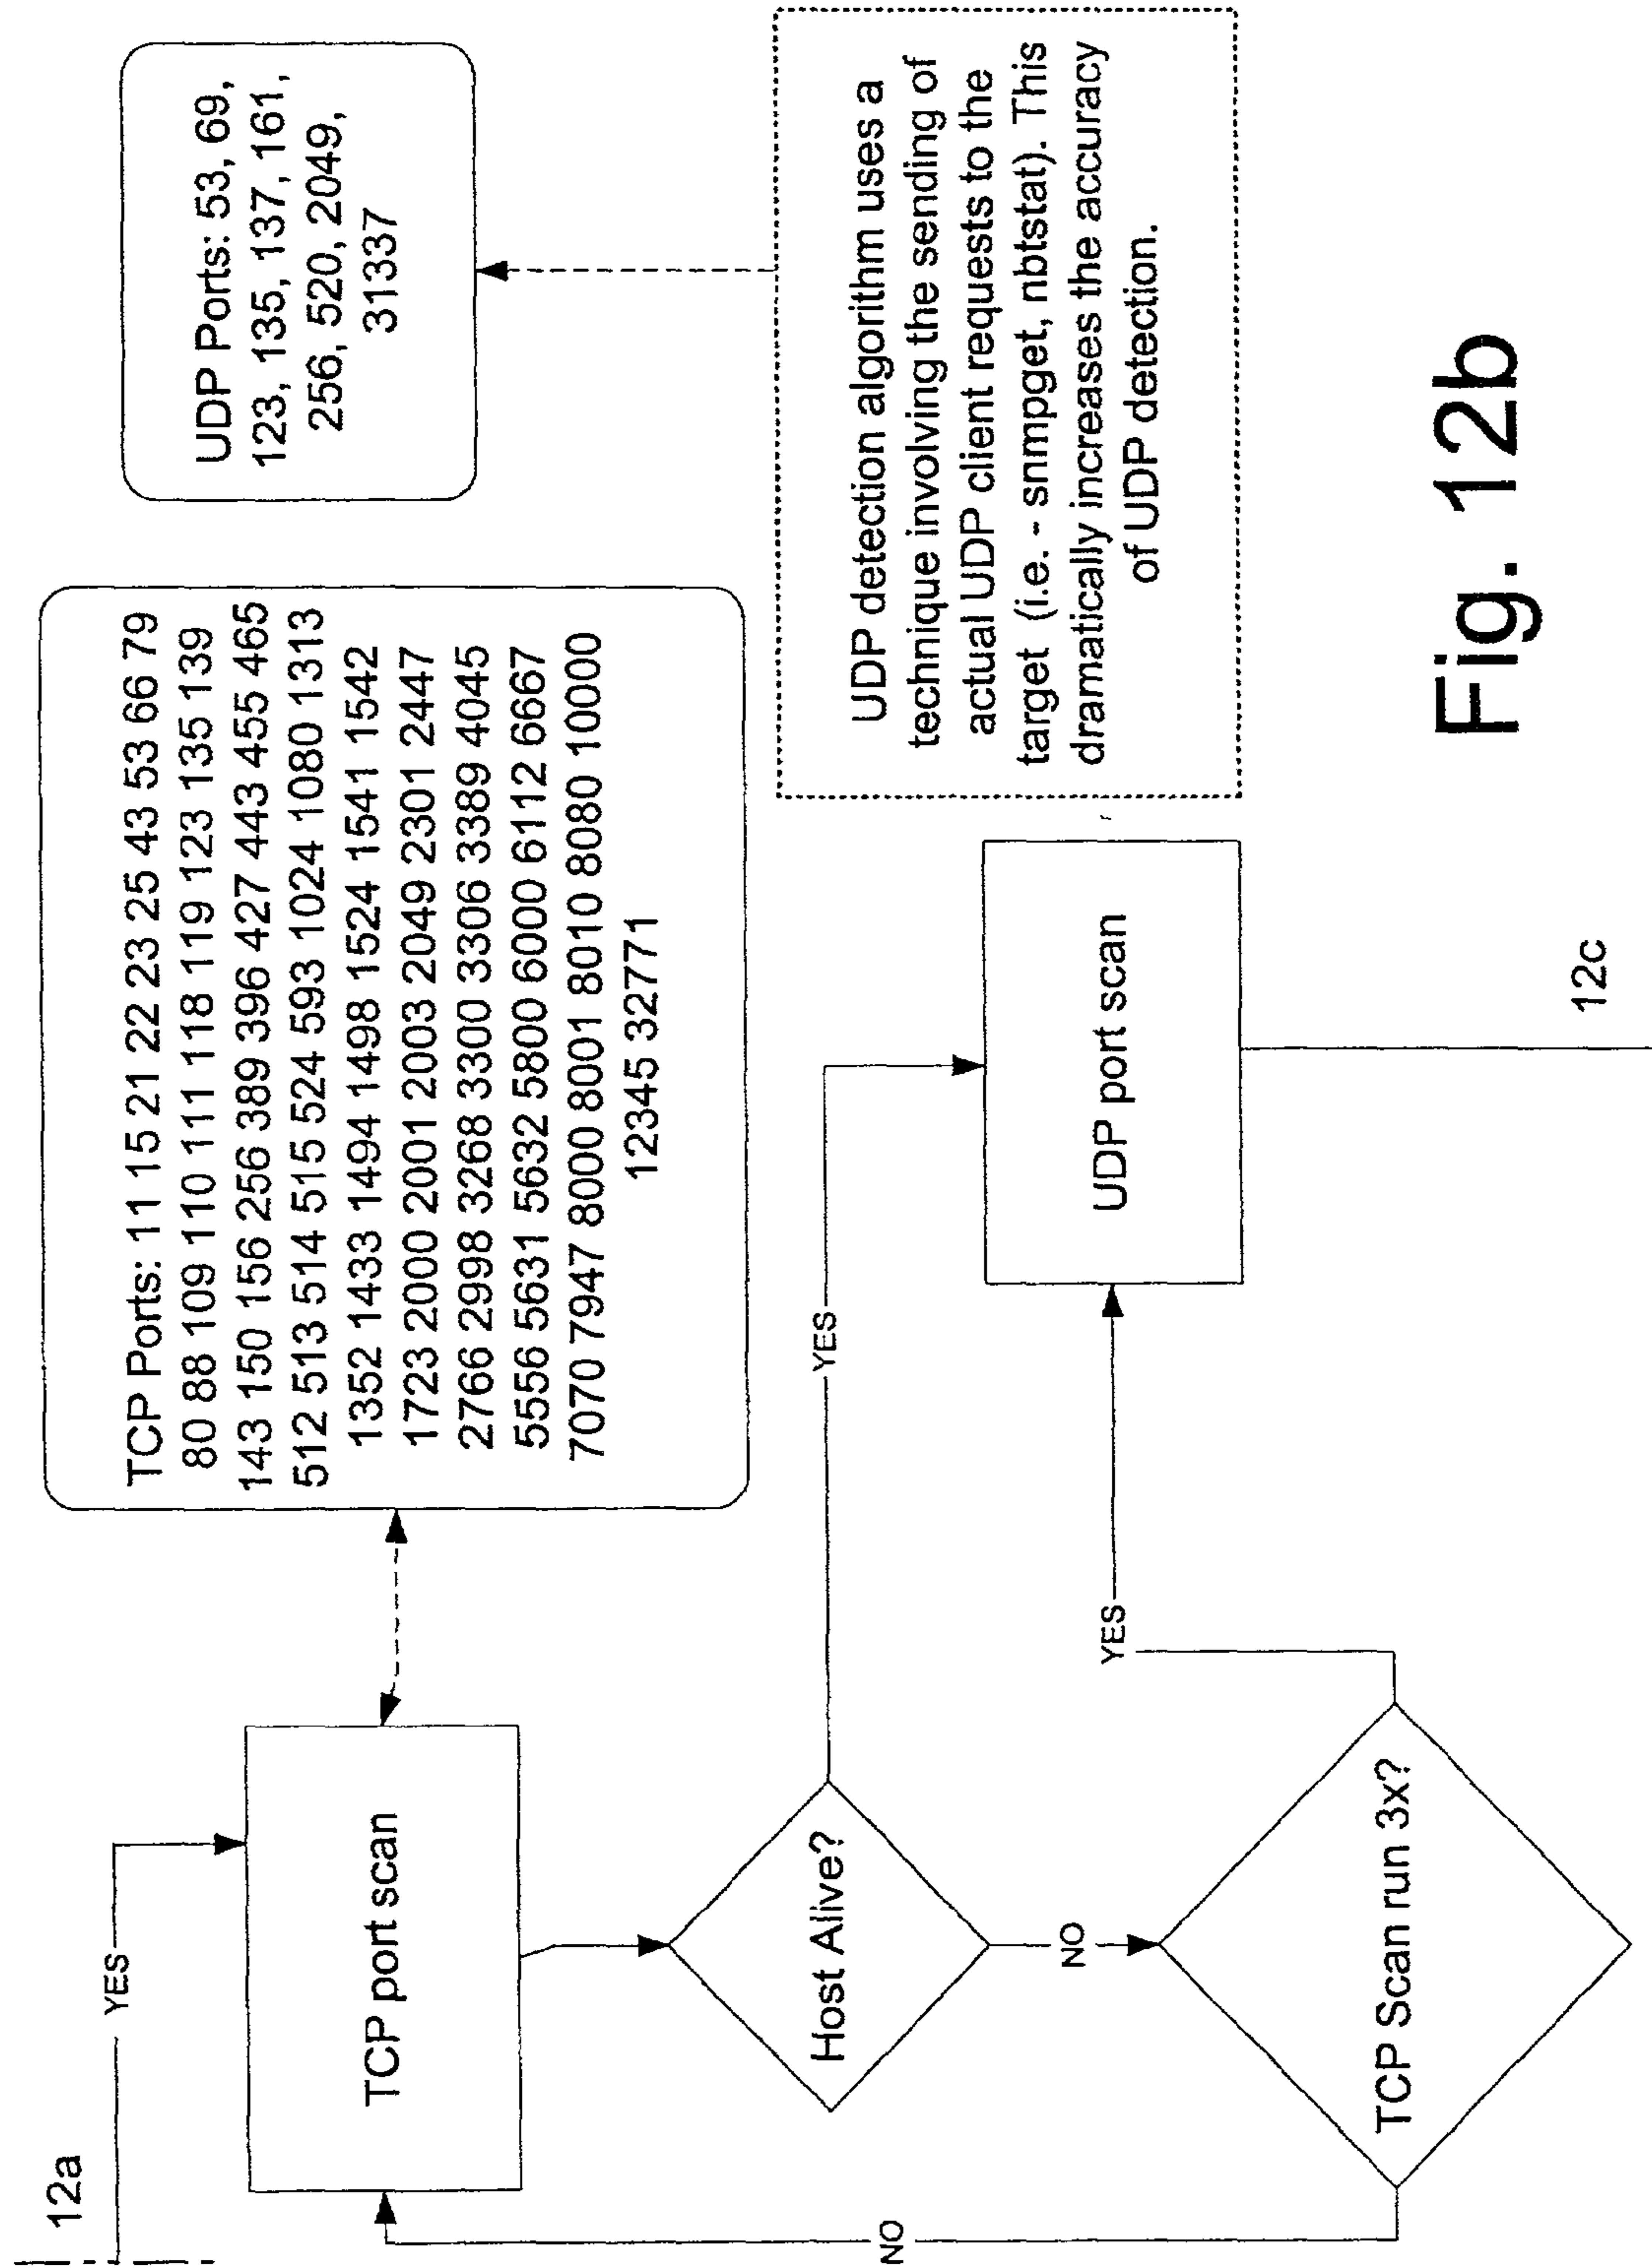 12a
YES
TCP port scan
TCP Ports: 11 15 21 22 23 25 43 53 66 79
80 88 109 110 111 118 119 123 135 139
143 150 156 256 389 396 427 443 455 465
512 513 514 515 524 593 1024 1080 1313
1352 1433 1494 1498 1524 1541 1542
1723 2000 2001 2003 2049 2301 2447
2766 2998 3268 3300 3306 3389 4045
5556 5631 5632 5800 6000 6112 6667
7070 7947 8000 8001 8010 8080 10000
12345 32771
UDP Ports: 53, 69,
123, 135, 137, 161,
256, 520, 2049,
31337
Host Alive?
YES
NO
TCP Scan run 3x?
YES
NO
UDP port scan
UDP detection algorithm uses a
technique involving the sending of
actual UDP client requests to the
target (i.e. - snmpget, nbtstat). This
dramatically increases the accuracy
of UDP detection.
12c
Fig. 12b